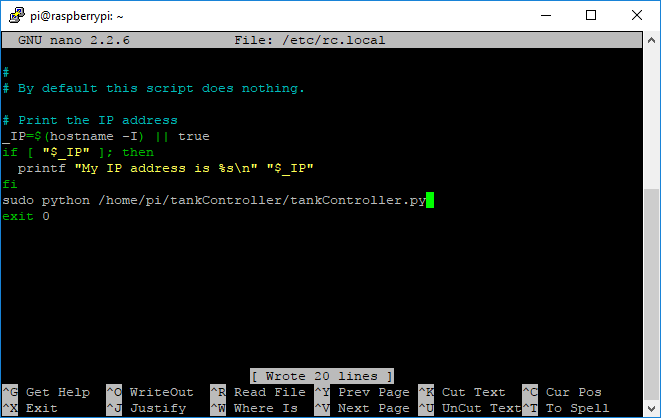 pi@raspberrypi: ~
GNU nano 2.2.6 File: /etc/rc.local
#
# By default this script does nothing.
# Print the IP address
_IP=$(hostname -I) || true
if [ "$_IP" ]; then
  printf "My IP address is %s\n" "$_IP"
fi
sudo python /home/pi/tankController/tankController.py
exit 0
[ Wrote 20 lines ]
^G Get Help ^O WriteOut ^R Read File ^Y Prev Page ^K Cut Text ^C Cur Pos
^X Exit ^J Justify ^W Where Is ^V Next Page ^U UnCut Text ^T To Spell